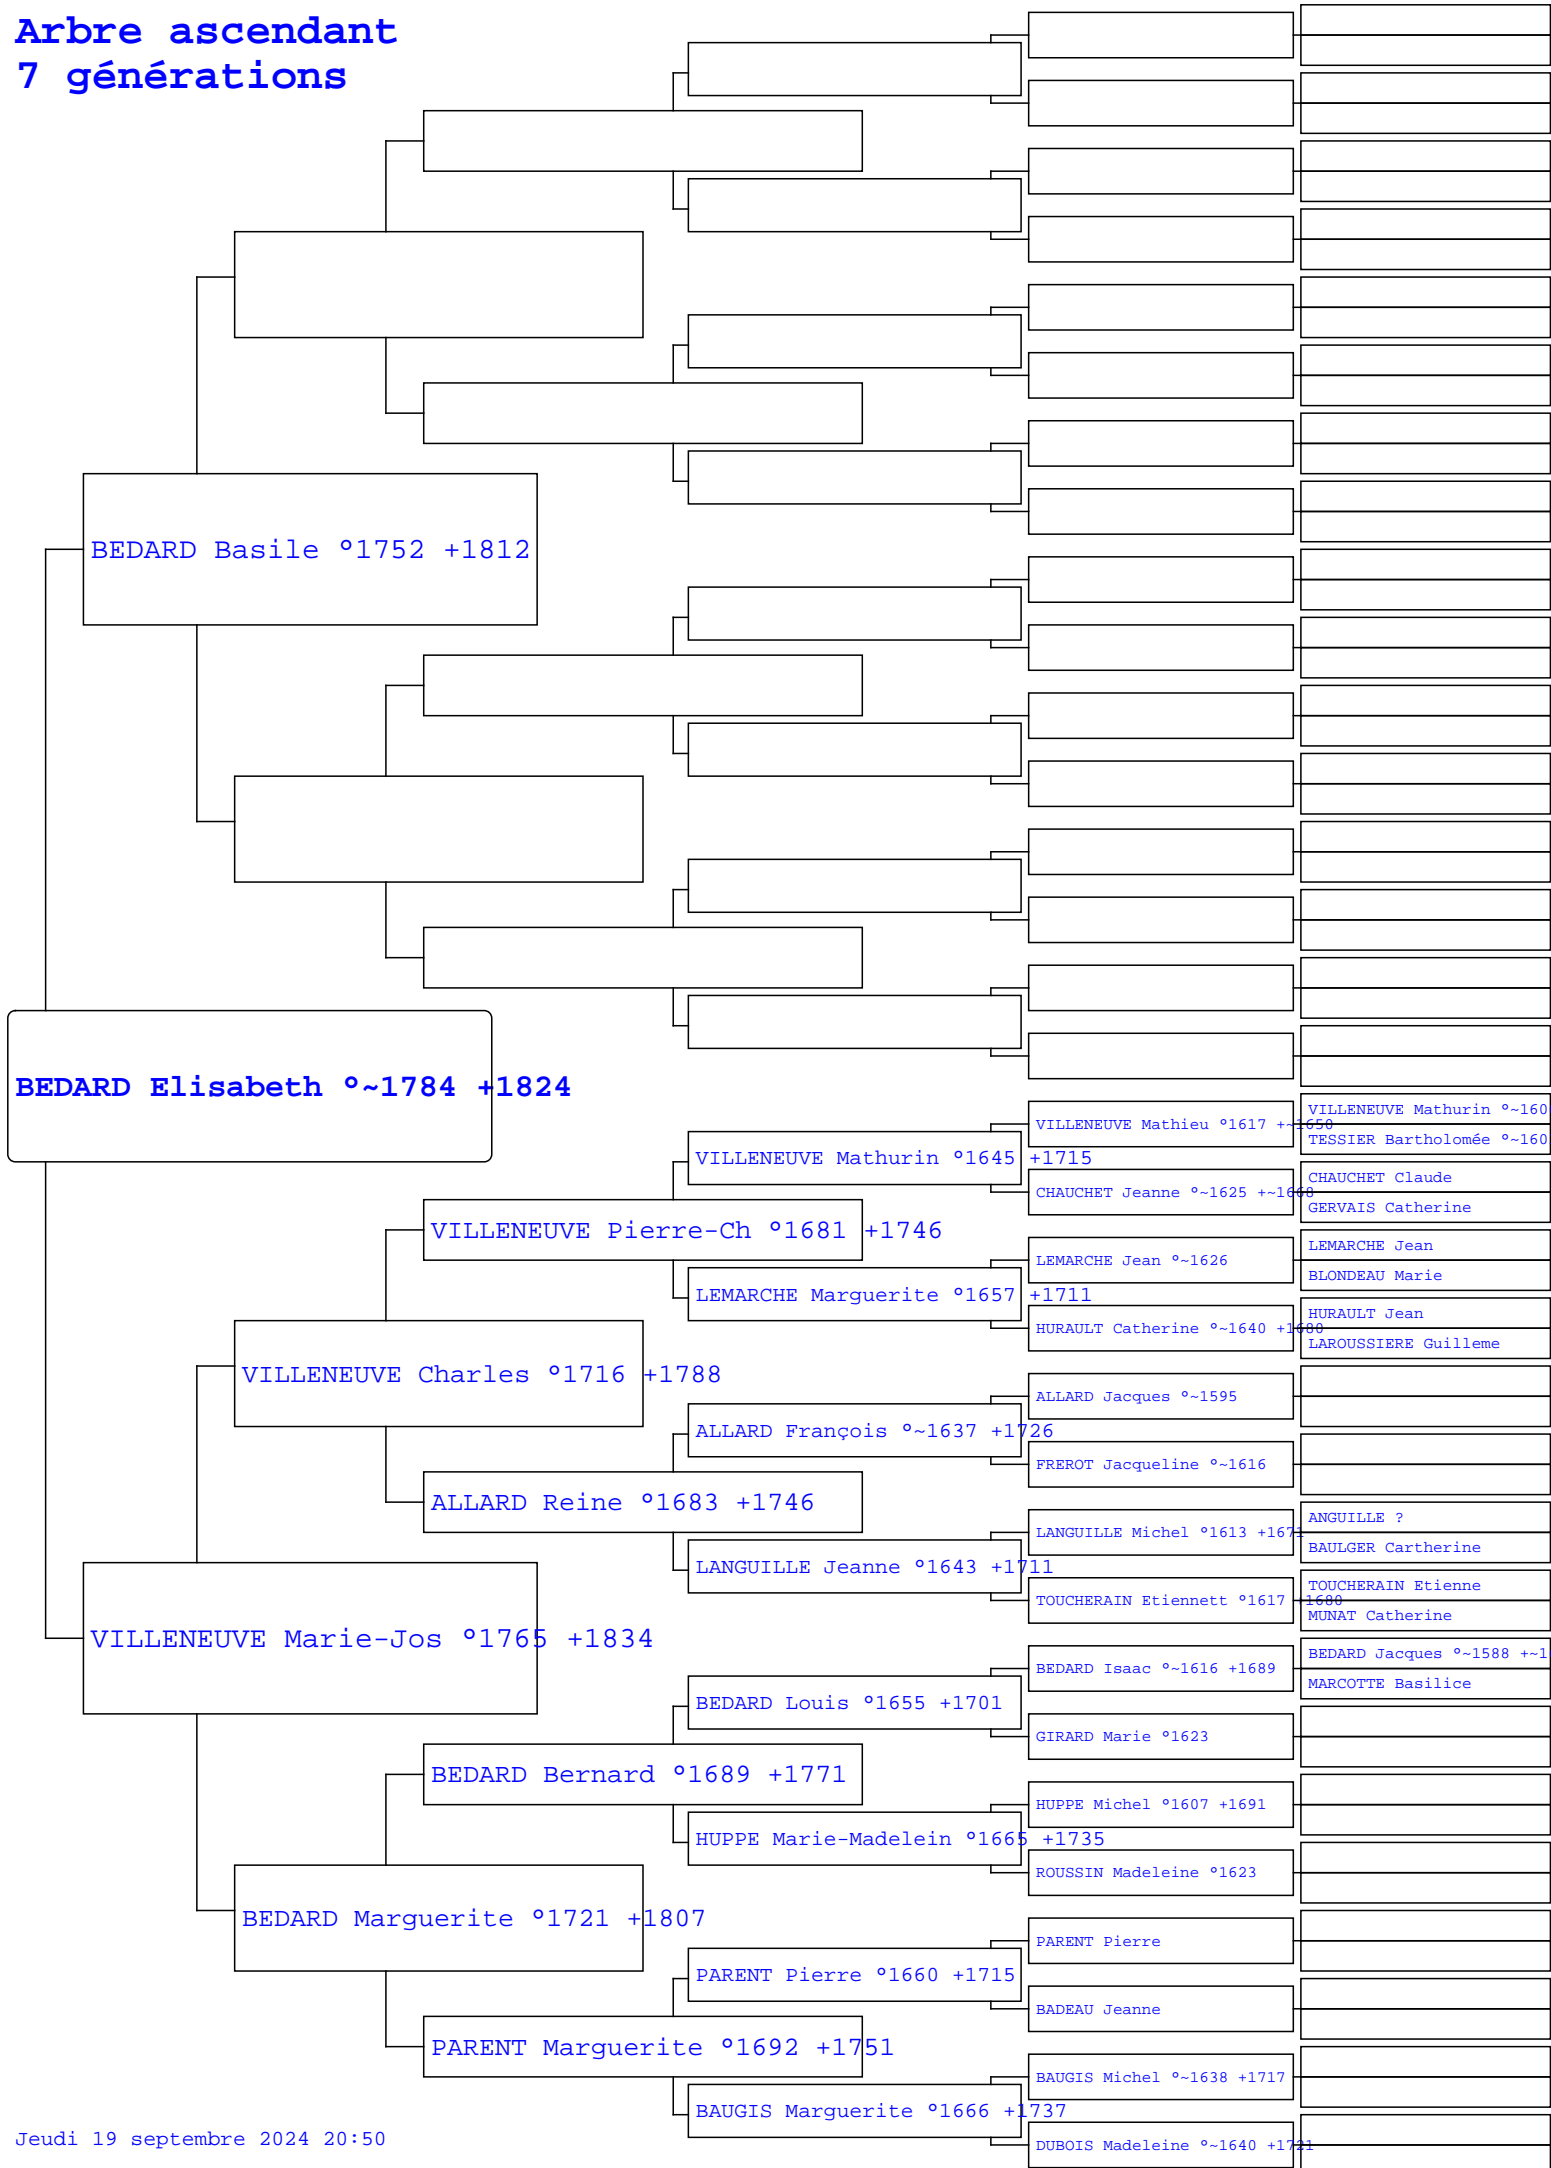 Arbre ascendant
7 générations
BEDARD Basile °1752 +1812
BEDARD Elisabeth °~1784 +1824
VILLENEUVE Mathurin °~160
VILLENEUVE Mathieu °1617 +~1650
TESSIER Bartholomée °~160
VILLENEUVE Mathurin °1645 +1715
CHAUCHET Claude
CHAUCHET Jeanne °~1625 +~1668
GERVAIS Catherine
VILLENEUVE Pierre-Ch °1681 +1746
LEMARCHE Jean
LEMARCHE Jean °~1626
BLONDEAU Marie
LEMARCHE Marguerite °1657 +1711
HURAULT Jean
HURAULT Catherine °~1640 +1680
LAROUSSIERE Guilleme
VILLENEUVE Charles °1716 +1788
ALLARD Jacques °~1595
ALLARD François °~1637 +1726
FREROT Jacqueline °~1616
ALLARD Reine °1683 +1746
ANGUILLE ?
LANGUILLE Michel °1613 +1671
BAULGER Cartherine
LANGUILLE Jeanne °1643 +1711
TOUCHERAIN Etienne
TOUCHERAIN Etiennett °1617 +1680
MUNAT Catherine
VILLENEUVE Marie-Jos °1765 +1834
BEDARD Jacques °~1588 +~1
BEDARD Isaac °~1616 +1689
MARCOTTE Basilice
BEDARD Louis °1655 +1701
GIRARD Marie °1623
BEDARD Bernard °1689 +1771
HUPPE Michel °1607 +1691
HUPPE Marie-Madelein °1665 +1735
ROUSSIN Madeleine °1623
BEDARD Marguerite °1721 +1807
PARENT Pierre
PARENT Pierre °1660 +1715
BADEAU Jeanne
PARENT Marguerite °1692 +1751
BAUGIS Michel °~1638 +1717
BAUGIS Marguerite °1666 +1737
DUBOIS Madeleine °~1640 +1721
Jeudi 19 septembre 2024 20:50